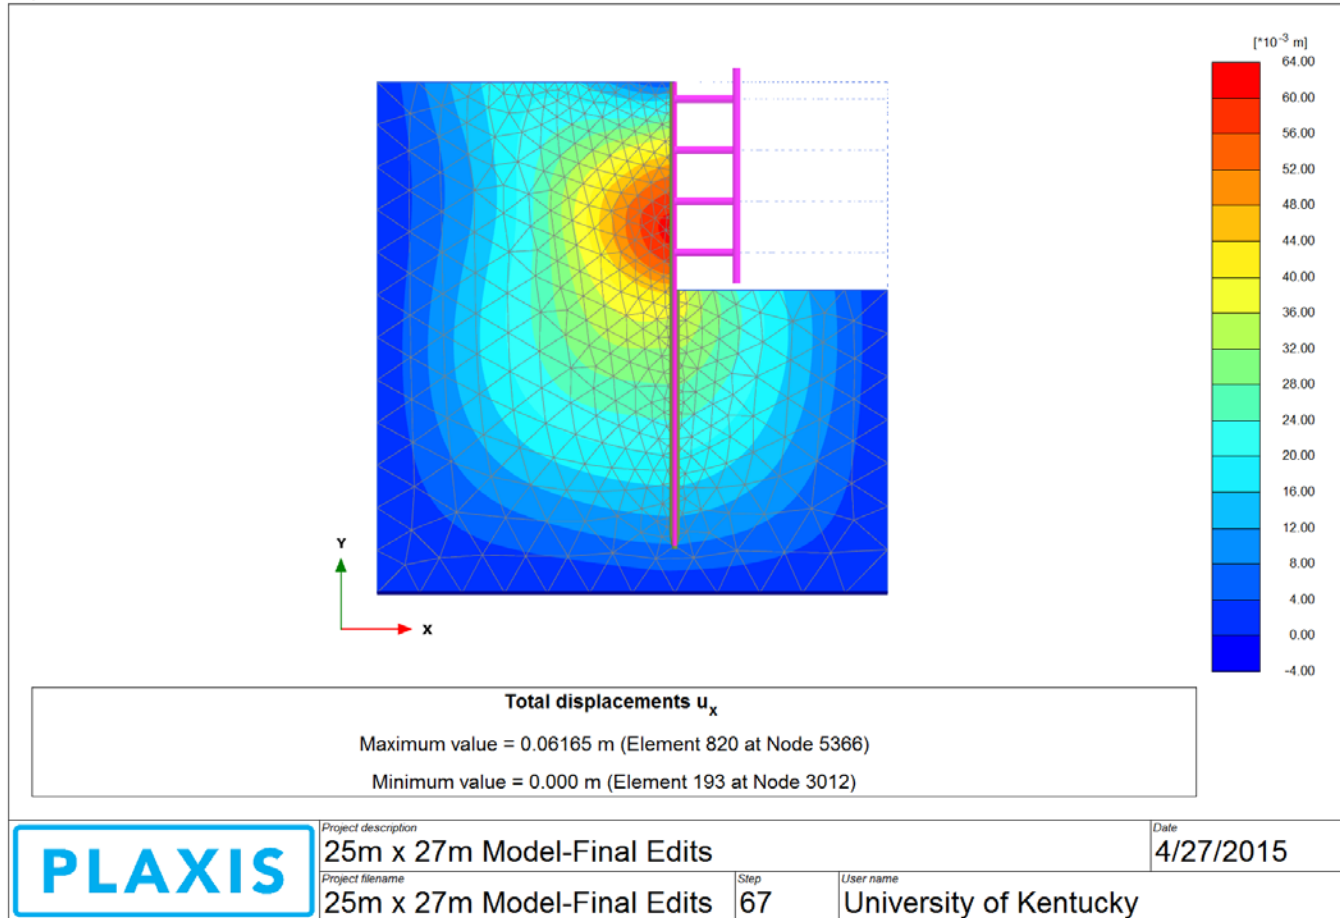 [*10⁻³ m]
64.00
60.00
56.00
52.00
48.00
44.00
40.00
36.00
32.00
28.00
24.00
20.00
16.00
12.00
8.00
4.00
0.00
-4.00
Y
X
Total displacements uₓ
Maximum value = 0.06165 m (Element 820 at Node 5366)
Minimum value = 0.000 m (Element 193 at Node 3012)
PLAXIS
Project description
25m x 27m Model-Final Edits
Date
4/27/2015
Project filename
25m x 27m Model-Final Edits
Step
67
User name
University of Kentucky